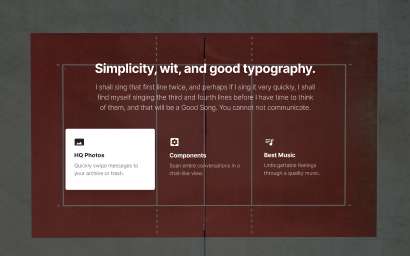 Simplicity, wit, and good typography.
I shall sing that first line twice, and perhaps if I sing it very quickly, I shall
find myself singing the third and fourth lines before I have time to think
of them, and that will be a Good Song. You cannot not communicate.
HQ Photos
Quickly swipe messages to
your archive or trash.
Components
Scan entire conversations in a
chat-like view.
Best Music
Unforgettable feelings
through a quality music.